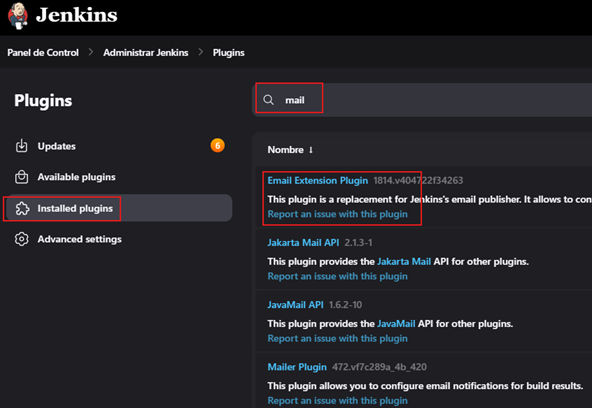 Jenkins
Panel de Control > Administrar Jenkins > Plugins
Plugins
Updates 6
Available plugins
Installed plugins
Advanced settings
mail
Nombre ↓
Email Extension Plugin 1814.v404722f34263
This plugin is a replacement for Jenkins's email publisher. It allows to con
Report an issue with this plugin
Jakarta Mail API 2.1.3-1
This plugin provides the Jakarta Mail API for other plugins.
Report an issue with this plugin
JavaMail API 1.6.2-10
This plugin provides the JavaMail API for other plugins.
Report an issue with this plugin
Mailer Plugin 472.vf7c289a_4b_420
This plugin allows you to configure email notifications for build results.
Report an issue with this plugin